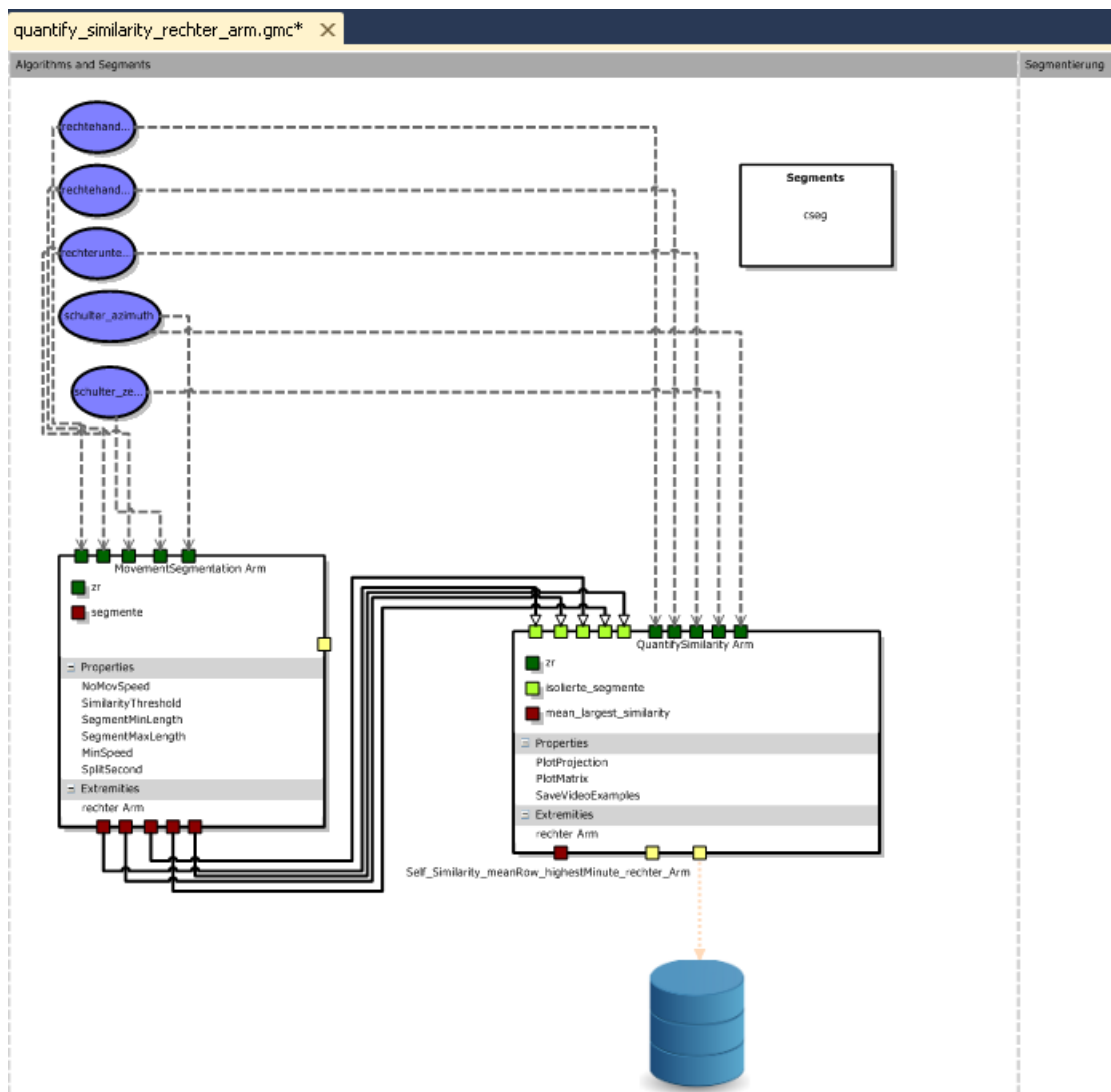 quantify_similarity_rechter_arm.gmc*
Algorithms and Segments
Segmentierung
rechtehand...
rechtehand...
rechterunte...
schulter_azimuth
schulter_ze...
Segments
cseg
MovementSegmentation Arm
zr
segmente
Properties
NoMovSpeed
SimilarityThreshold
SegmentMinLength
SegmentMaxLength
MinSpeed
SplitSecond
Extremities
rechter Arm
QuantifySimilarity Arm
zr
isolierte_segmente
mean_largest_similarity
Properties
PlotProjection
PlotMatrix
SaveVideoExamples
Extremities
rechter Arm
Self_Similarity_meanRow_highestMinute_rechter_Arm